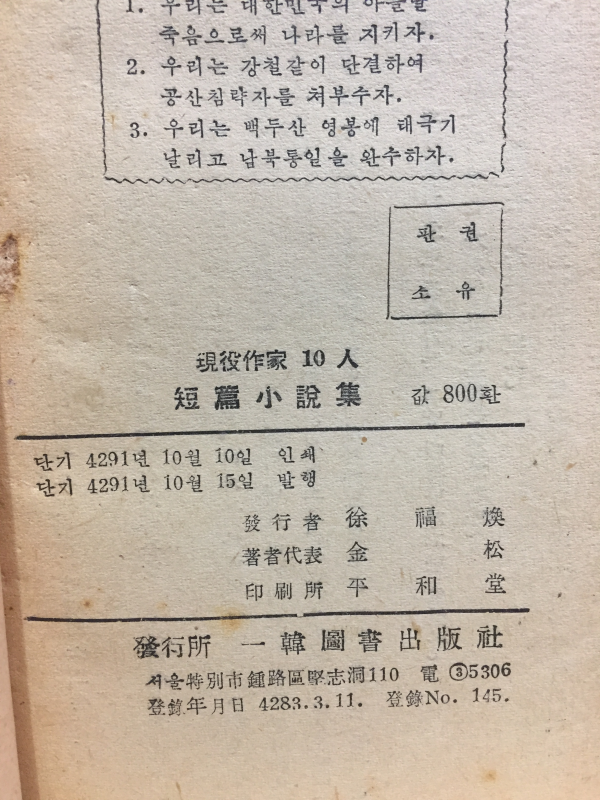 1. 우리는 대한민국의 아들딸
죽음으로써 나라를 지키자.
2. 우리는 강철같이 단결하여
공산침략자를 쳐부수자.
3. 우리는 백두산 영봉에 태극기
날리고 남북통일을 완수하자.
판 권
소 유
現役作家 10 人
短篇小說集 값 800환
단기 4291년 10월 10일 인쇄
단기 4291년 10월 15일 발행
發行者 徐福煥
著者代表 金松
印刷所 平和堂
發行所 一韓圖書出版社
서울特別市鍾路區堅志洞110 電 ③5306
登錄年月日 4283.3.11. 登錄No. 145.